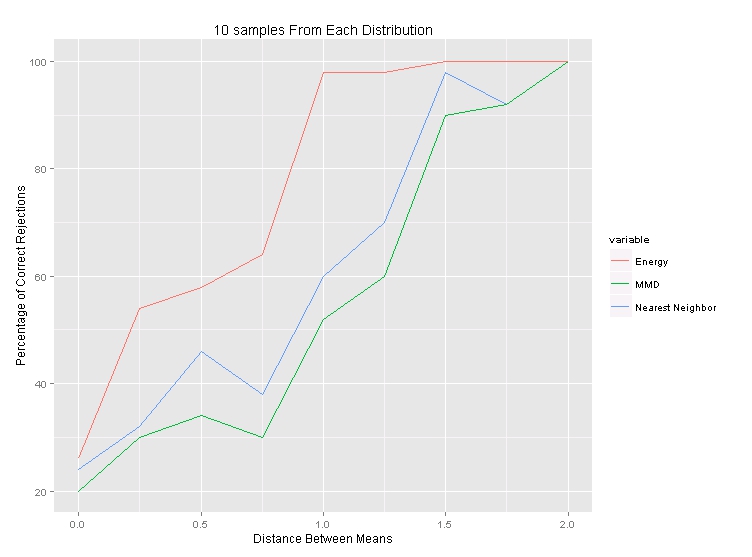 10 samples From Each Distribution
Percentage of Correct Rejections
100
80
60
40
20
0.0 0.5 1.0 1.5 2.0
Distance Between Means
variable
Energy
MMD
Nearest Neighbor